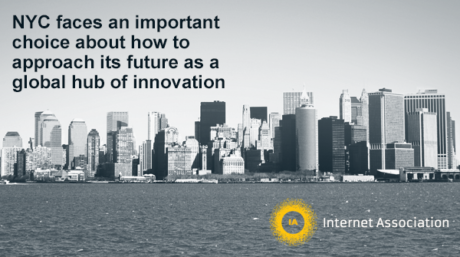 NYC faces an important
choice about how to
approach its future as a
global hub of innovation
IA
Internet Association